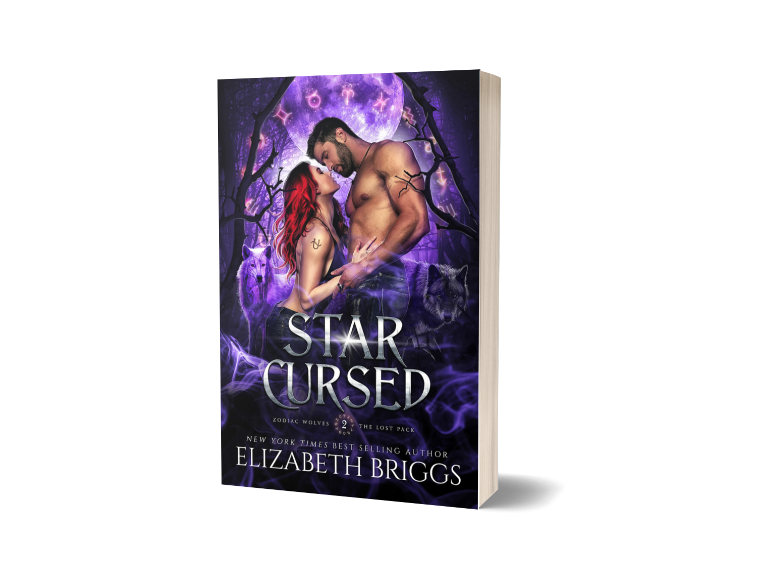 STAR
CURSED
ZODIAC WOLVES 2 THE LOST PACK
NEW YORK TIMES BEST SELLING AUTHOR
ELIZABETH BRIGGS